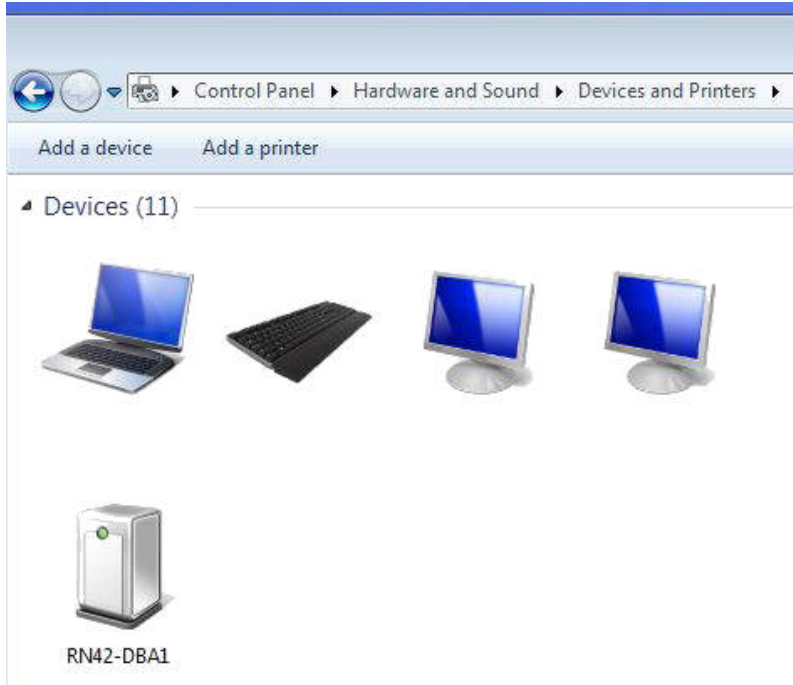 Control Panel Hardware and Sound Devices and Printers
Add a device Add a printer
Devices (11)
RN42-DBA1